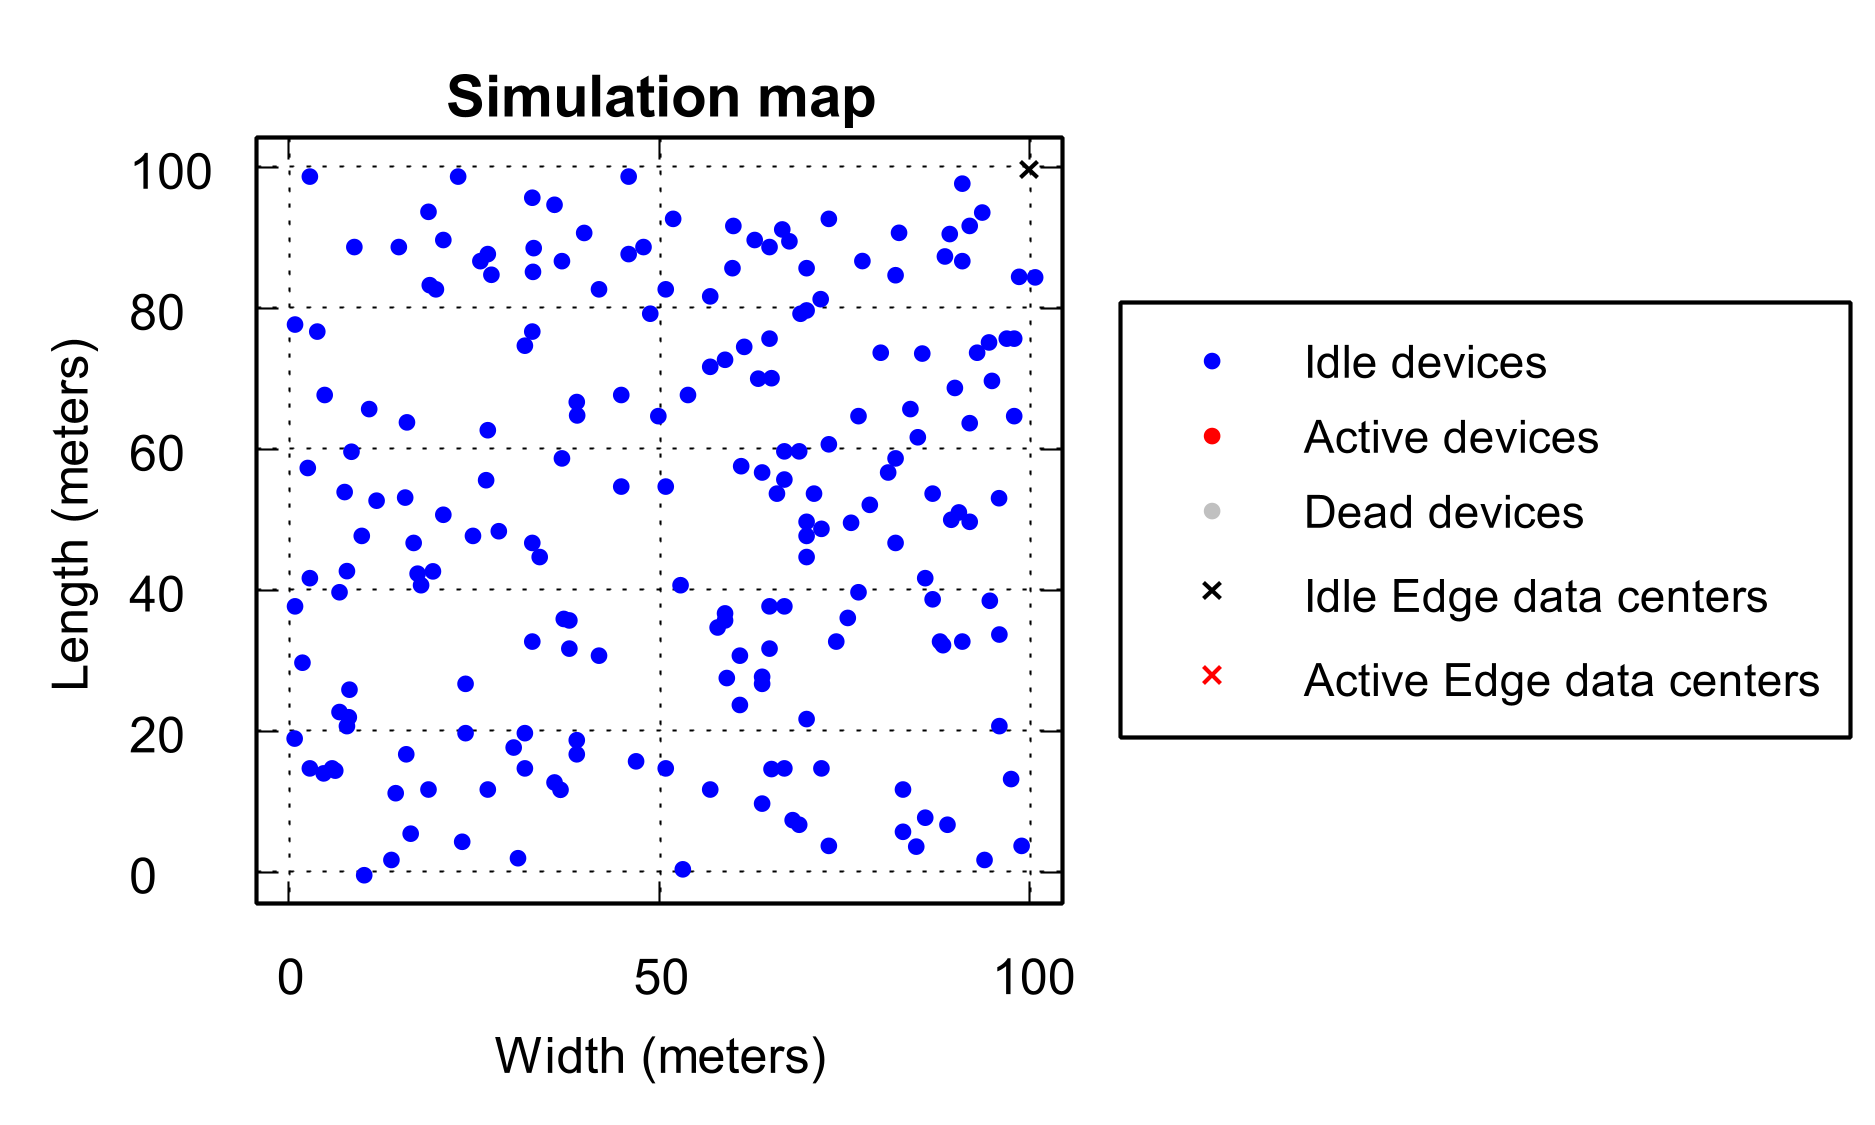 Simulation map
100
80
60
40
20
0
Length (meters)
0 50 100
Width (meters)
Idle devices
Active devices
Dead devices
Idle Edge data centers
Active Edge data centers